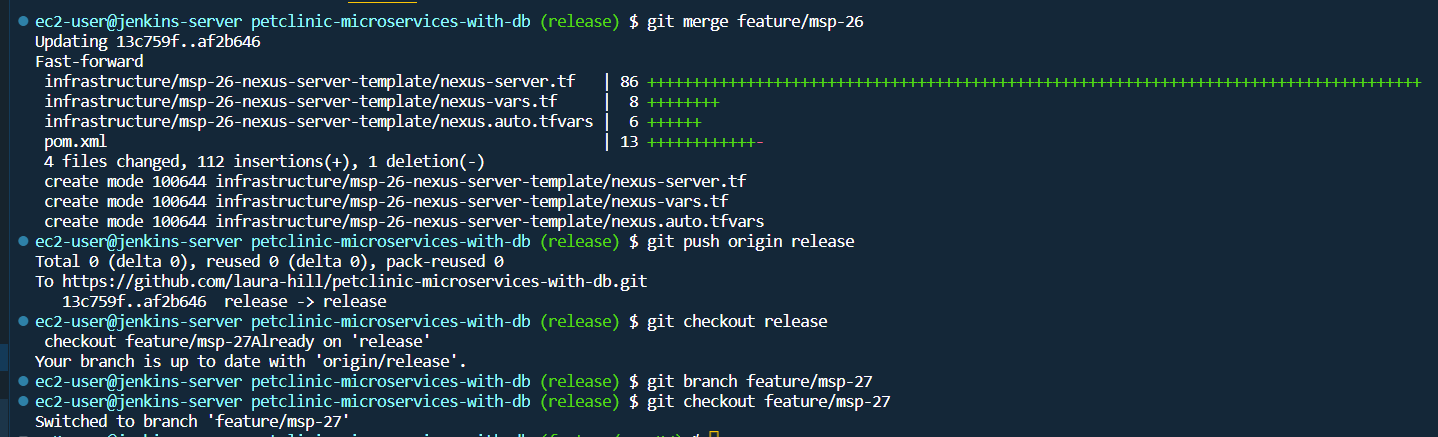 ec2-user@jenkins-server petclinic-microservices-with-db (release) $ git merge feature/msp-26
Updating 13c759f..af2b646
Fast-forward
 infrastructure/msp-26-nexus-server-template/nexus-server.tf   | 86 ++++++++++++++++++++++++++++++++++++++++++++++++++++++++++++++++++++++++++++++++++++++
 infrastructure/msp-26-nexus-server-template/nexus-vars.tf     |  8 ++++++++
 infrastructure/msp-26-nexus-server-template/nexus.auto.tfvars |  6 ++++++
 pom.xml                                                       | 13 ++++++++++++-
 4 files changed, 112 insertions(+), 1 deletion(-)
 create mode 100644 infrastructure/msp-26-nexus-server-template/nexus-server.tf
 create mode 100644 infrastructure/msp-26-nexus-server-template/nexus-vars.tf
 create mode 100644 infrastructure/msp-26-nexus-server-template/nexus.auto.tfvars
ec2-user@jenkins-server petclinic-microservices-with-db (release) $ git push origin release
Total 0 (delta 0), reused 0 (delta 0), pack-reused 0
To https://github.com/laura-hill/petclinic-microservices-with-db.git
   13c759f..af2b646  release -> release
ec2-user@jenkins-server petclinic-microservices-with-db (release) $ git checkout release
 checkout feature/msp-27Already on 'release'
Your branch is up to date with 'origin/release'.
ec2-user@jenkins-server petclinic-microservices-with-db (release) $ git branch feature/msp-27
ec2-user@jenkins-server petclinic-microservices-with-db (release) $ git checkout feature/msp-27
Switched to branch 'feature/msp-27'